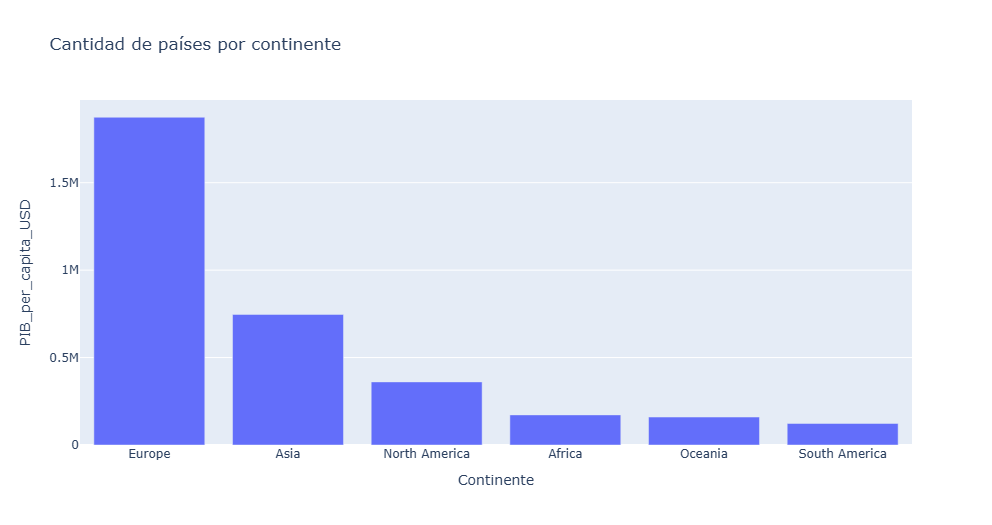 Cantidad de países por continente
PIB_per_capita_USD
1.5M
1M
0.5M
0
Europe
Asia
North America
Africa
Oceania
South America
Continente